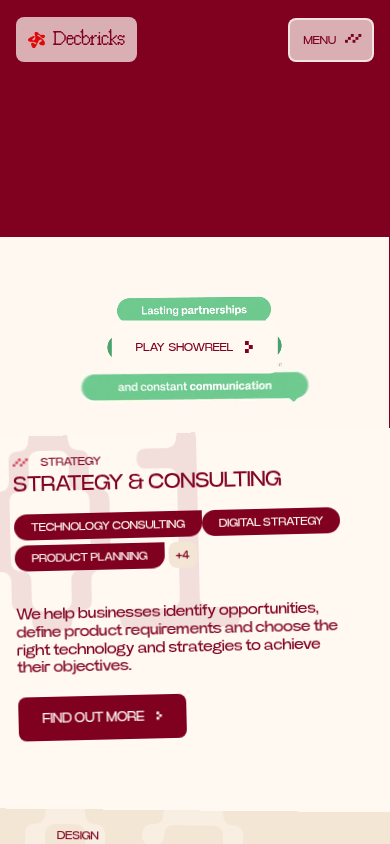 Decbricks
MENU
Lasting partnerships
PLAY SHOWREEL
and constant communication
01
STRATEGY
STRATEGY & CONSULTING
TECHNOLOGY CONSULTING
DIGITAL STRATEGY
PRODUCT PLANNING
+4
We help businesses identify opportunities,
define product requirements and choose the
right technology and strategies to achieve
their objectives.
FIND OUT MORE
DESIGN